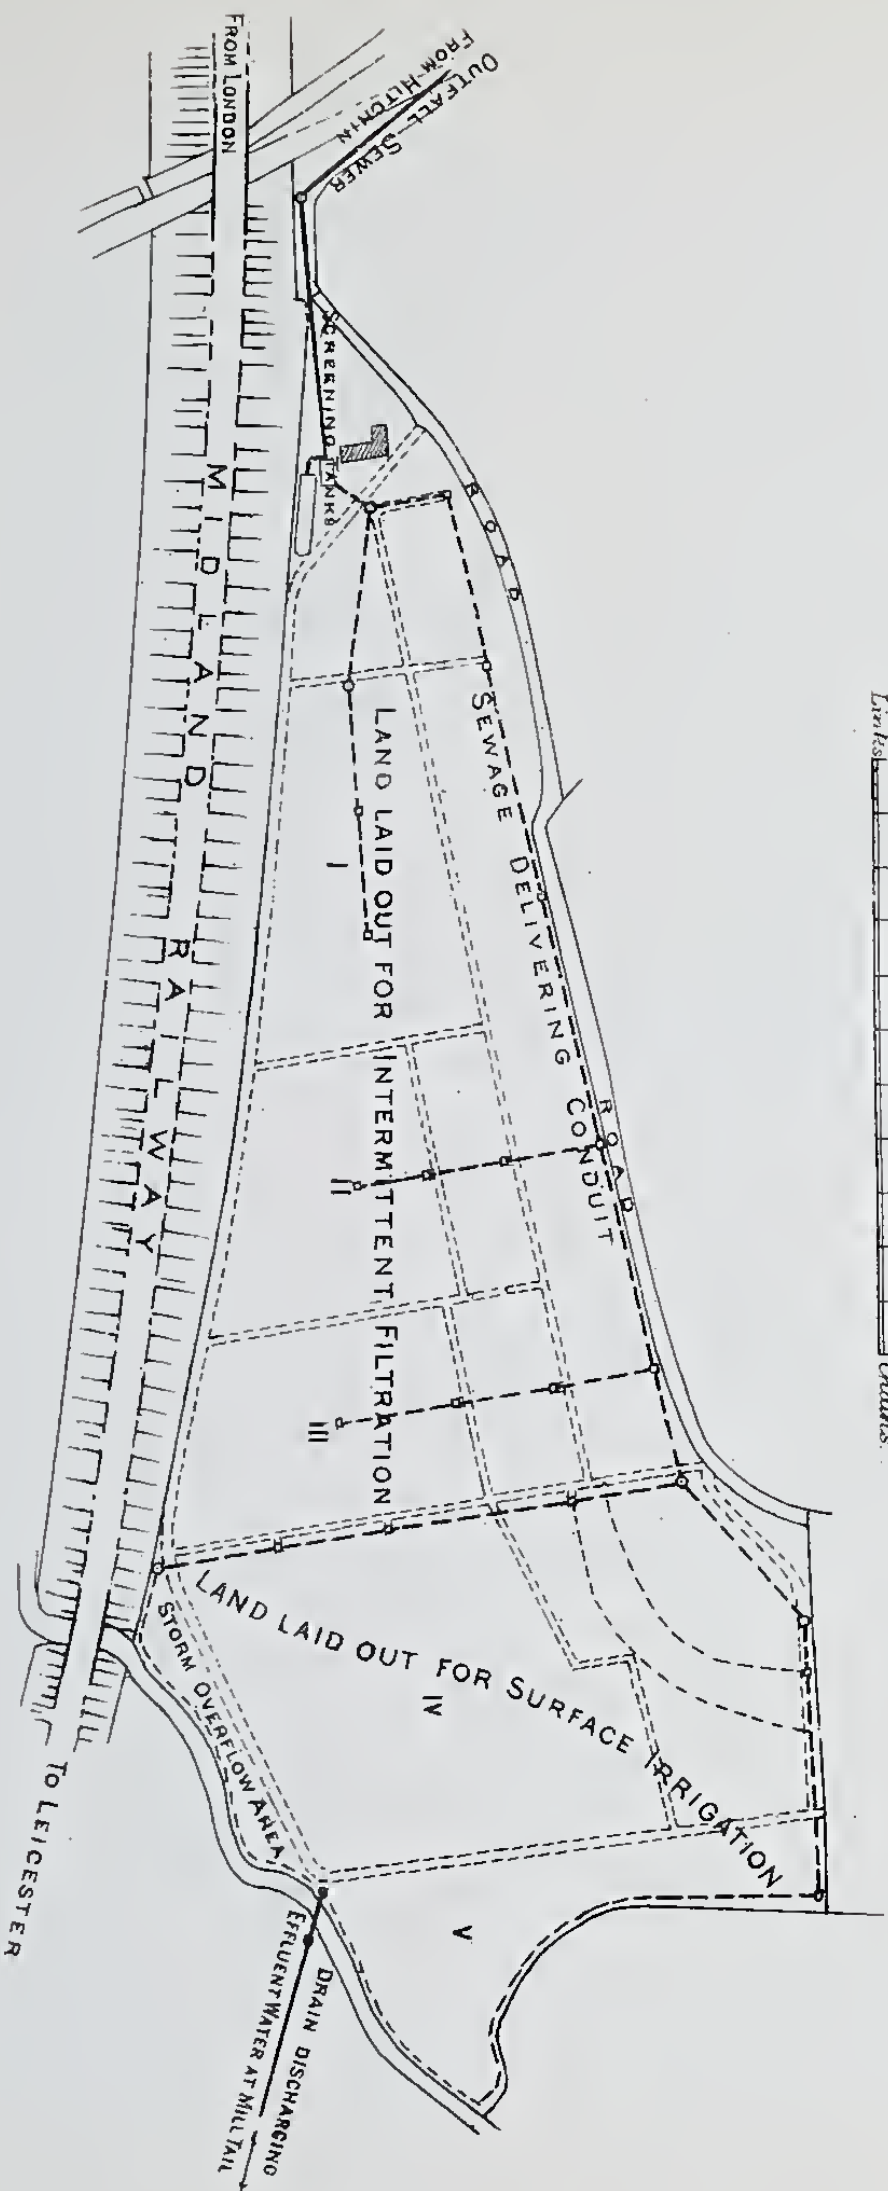 Links
Chains.
OUTFALL SEWER
FROM HITCHIN
FROM LONDON
SCREENING TANKS
ROAD
MIDLAND RAILWAY
SEWAGE DELIVERING CONDUIT
ROAD
LAND LAID OUT FOR INTERMITTENT FILTRATION
I
II
III
LAND LAID OUT FOR SURFACE IRRIGATION
IV
V
STORM OVERFLOW AREA
TO LEICESTER
DRAIN DISCHARGING
EFFLUENT WATER AT MILL TAIL